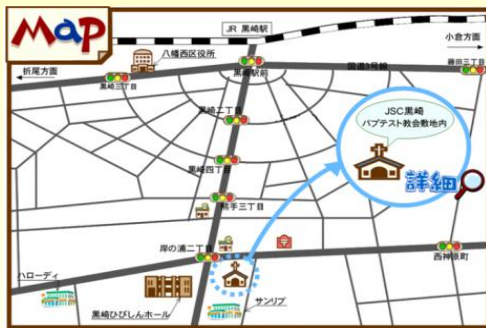 Map
JR 黒崎駅
小倉方面
八幡西区役所
折尾方面
黒崎駅前
国道3号線
藤田三丁目
黒崎三丁目
黒崎二丁目
JSC黒崎
バプテスト教会敷地内
黒崎四丁目
詳細
熊手三丁目
岸の浦二丁目
西神原町
ハローディ
黒崎ひびしんホール
サンリブ